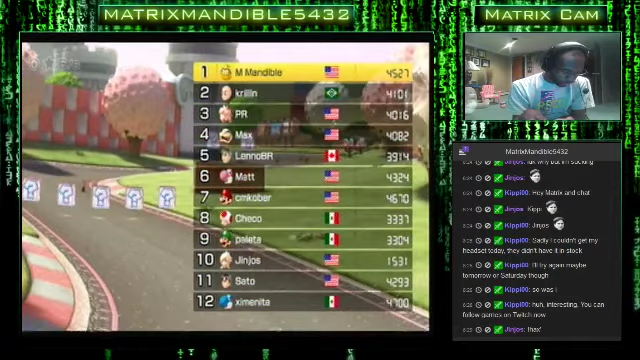 MATRIXMANDIBLE5432
MATRIX CAM
1 M Mandible 4527
2 krillin 4101
3 PR 4016
4 Max 4082
5 LennoBR 3914
6 Matt 4324
7 cmkober 4670
8 Checo 3337
9 paleta 3304
10 Jinjos 1531
11 Sato 4293
12 ximenita 4700
MatrixMandible5432
Jinjos:
Kippi00: Hey Matrix and chat
Jinjos: Kippi
Kippi00: Jinjos
Kippi00: Sadly I couldn't get my
headset today, they didn't have it in stock
Kippi00: I'll try again maybe
tomorrow or Saturday though
Kippi00: so was I
Kippi00: huh, interesting. You can
follow games on Twitch now
Jinjos: !hax!